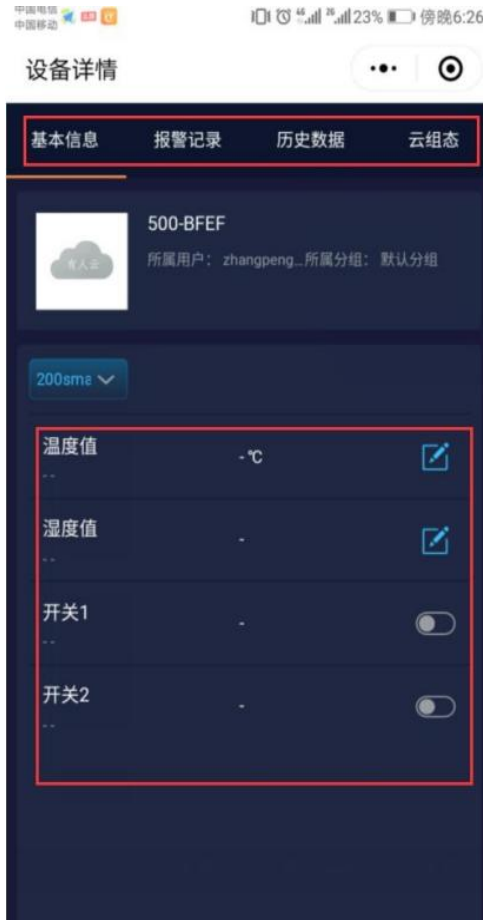 中国电信
中国移动
4G 2G 23% 傍晚6:26
设备详情
基本信息 报警记录 历史数据 云组态
500-BFEF
有人云
所属用户： zhangpeng...所属分组： 默认分组
200sma
温度值 - ℃
--
湿度值 -
--
开关1 -
--
开关2 -
--